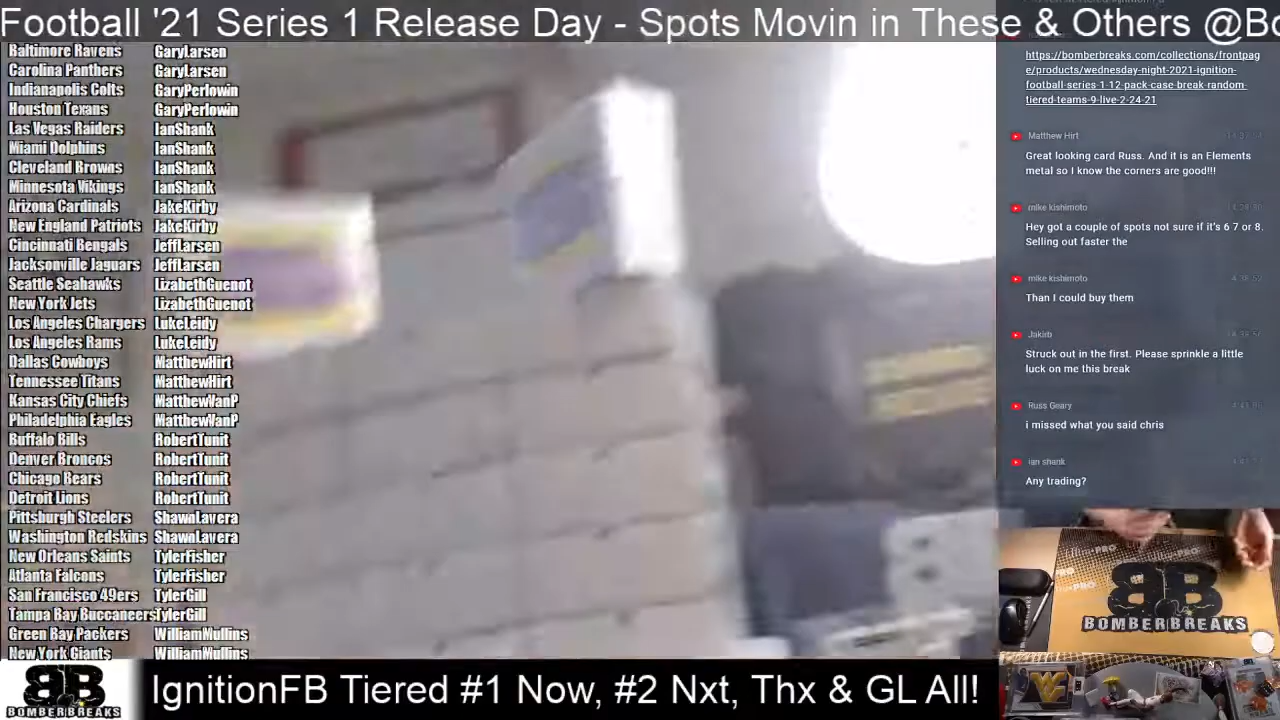 Football '21 Series 1 Release Day - Spots Movin in These & Others @Bo
Baltimore Ravens GaryLarsen
Carolina Panthers GaryLarsen
Indianapolis Colts GaryPerlowin
Houston Texans GaryPerlowin
Las Vegas Raiders IanShank
Miami Dolphins IanShank
Cleveland Browns IanShank
Minnesota Vikings IanShank
Arizona Cardinals JakeKirby
New England Patriots JakeKirby
Cincinnati Bengals JeffLarsen
Jacksonville Jaguars JeffLarsen
Seattle Seahawks LizabethGuenot
New York Jets LizabethGuenot
Los Angeles Chargers LukeLeidy
Los Angeles Rams LukeLeidy
Dallas Cowboys MatthewHirt
Tennessee Titans MatthewHirt
Kansas City Chiefs MatthewVanP
Philadelphia Eagles MatthewVanP
Buffalo Bills RobertTunit
Denver Broncos RobertTunit
Chicago Bears RobertTunit
Detroit Lions RobertTunit
Pittsburgh Steelers ShawnLavera
Washington Redskins ShawnLavera
New Orleans Saints TylerFisher
Atlanta Falcons TylerFisher
San Francisco 49ers TylerGill
Tampa Bay Buccaneers TylerGill
Green Bay Packers WilliamMullins
New York Giants WilliamMullins
https://bomberbreaks.com/collections/frontpag
e/products/wednesday-night-2021-ignition-
football-series-1-12-pack-case-break-random-
tiered-teams-9-live-2-24-21
Matthew Hirt
Great looking card Russ. And it is an Elements
metal so I know the corners are good!!!
mike kishimoto
Hey got a couple of spots not sure if it's 6 7 or 8.
Selling out faster the
mike kishimoto
Than I could buy them
Jakirb
Struck out in the first. Please sprinkle a little
luck on me this break
Russ Geary
i missed what you said chris
ian shank
Any trading?
BB
BOMBERBREAKS
BB
BOMBERBREAKS
IgnitionFB Tiered #1 Now, #2 Nxt, Thx & GL All!